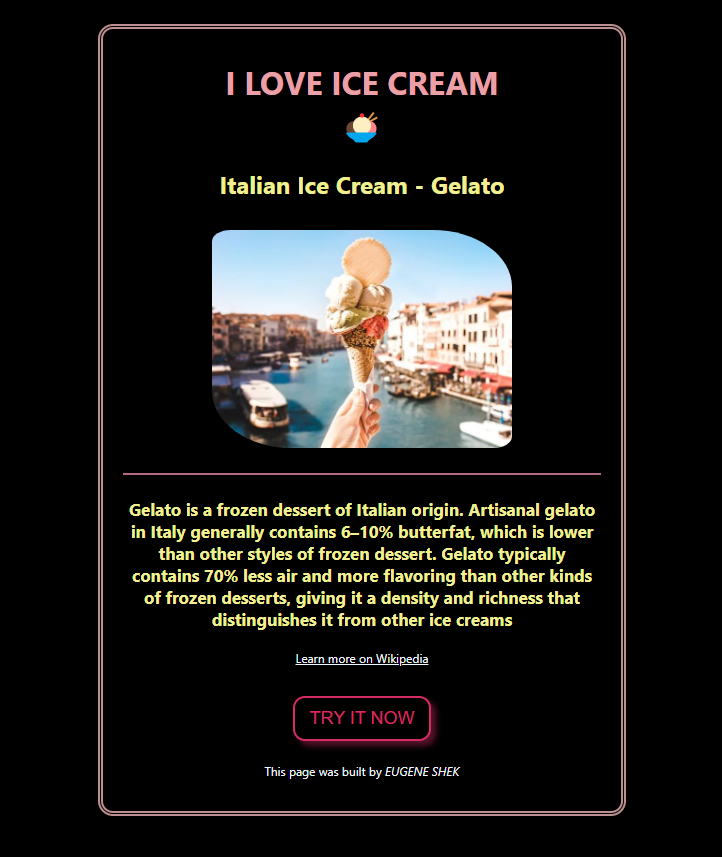 I LOVE ICE CREAM
🍨
Italian Ice Cream - Gelato
Gelato is a frozen dessert of Italian origin. Artisanal gelato
in Italy generally contains 6–10% butterfat, which is lower
than other styles of frozen dessert. Gelato typically
contains 70% less air and more flavoring than other kinds
of frozen desserts, giving it a density and richness that
distinguishes it from other ice creams
Learn more on Wikipedia
TRY IT NOW
This page was built by EUGENE SHEK